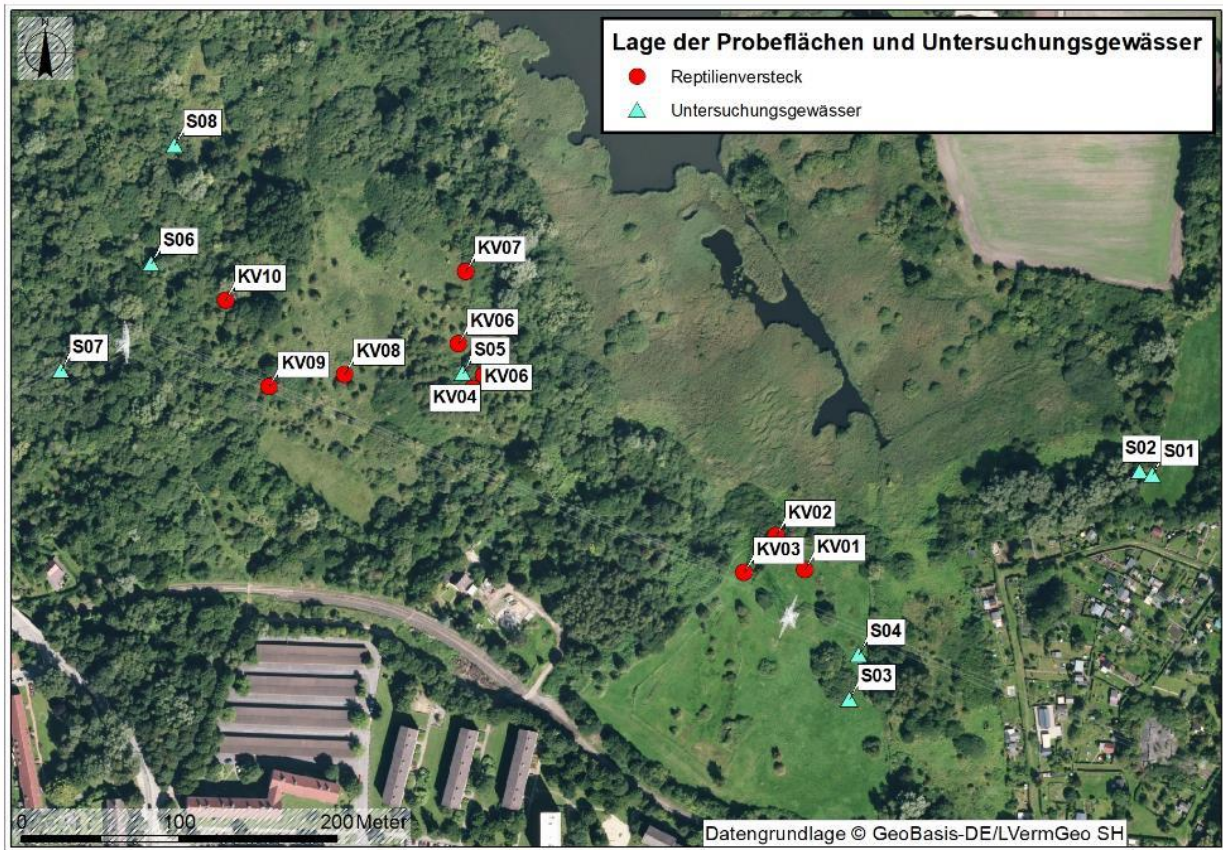 N
Lage der Probeflächen und Untersuchungsgewässer
Reptilienversteck
Untersuchungsgewässer
S08
S06
KV10
KV07
KV06
S05
S07
KV09
KV08
KV06
KV04
S02
S01
KV02
KV03
KV01
S04
S03
0
100
200 Meter
Datengrundlage © GeoBasis-DE/LVermGeo SH